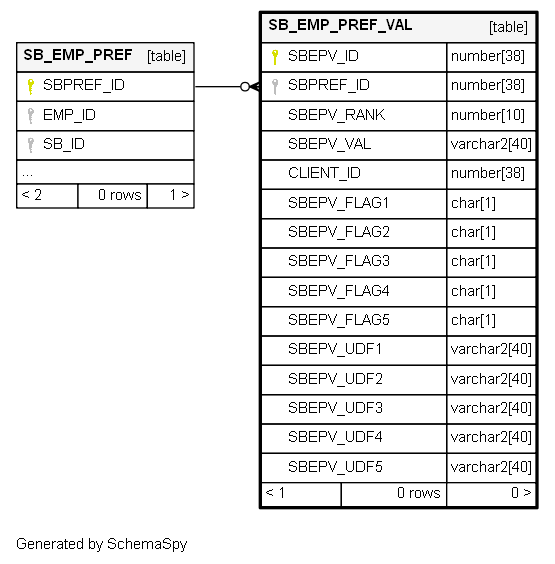 SB_EMP_PREF [table]
SBPREF_ID
EMP_ID
SB_ID
...
< 2 0 rows 1 >
SB_EMP_PREF_VAL [table]
SBEPV_ID number[38]
SBPREF_ID number[38]
SBEPV_RANK number[10]
SBEPV_VAL varchar2[40]
CLIENT_ID number[38]
SBEPV_FLAG1 char[1]
SBEPV_FLAG2 char[1]
SBEPV_FLAG3 char[1]
SBEPV_FLAG4 char[1]
SBEPV_FLAG5 char[1]
SBEPV_UDF1 varchar2[40]
SBEPV_UDF2 varchar2[40]
SBEPV_UDF3 varchar2[40]
SBEPV_UDF4 varchar2[40]
SBEPV_UDF5 varchar2[40]
< 1 0 rows 0 >
Generated by SchemaSpy